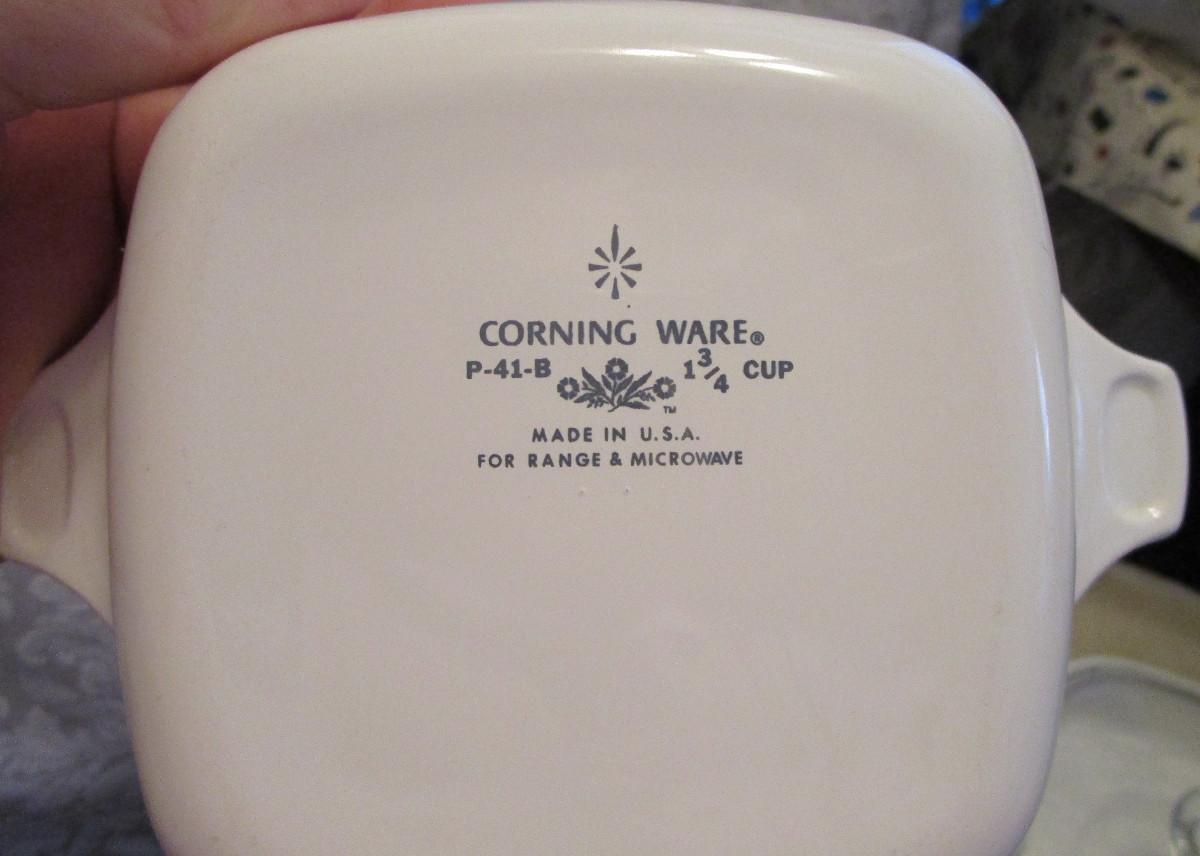 CORNING WARE®
P-41-B 1 3/4 CUP
TM
MADE IN U.S.A.
FOR RANGE & MICROWAVE